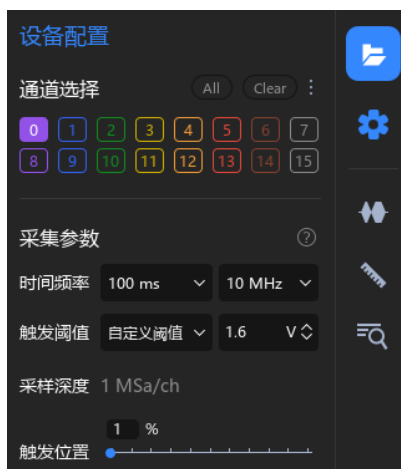 设备配置
通道选择 All Clear
0 1 2 3 4 5 6 7
8 9 10 11 12 13 14 15
采集参数 ?
时间频率 100 ms 10 MHz
触发阈值 自定义阈值 1.6 V
采样深度 1 MSa/ch
1 %
触发位置